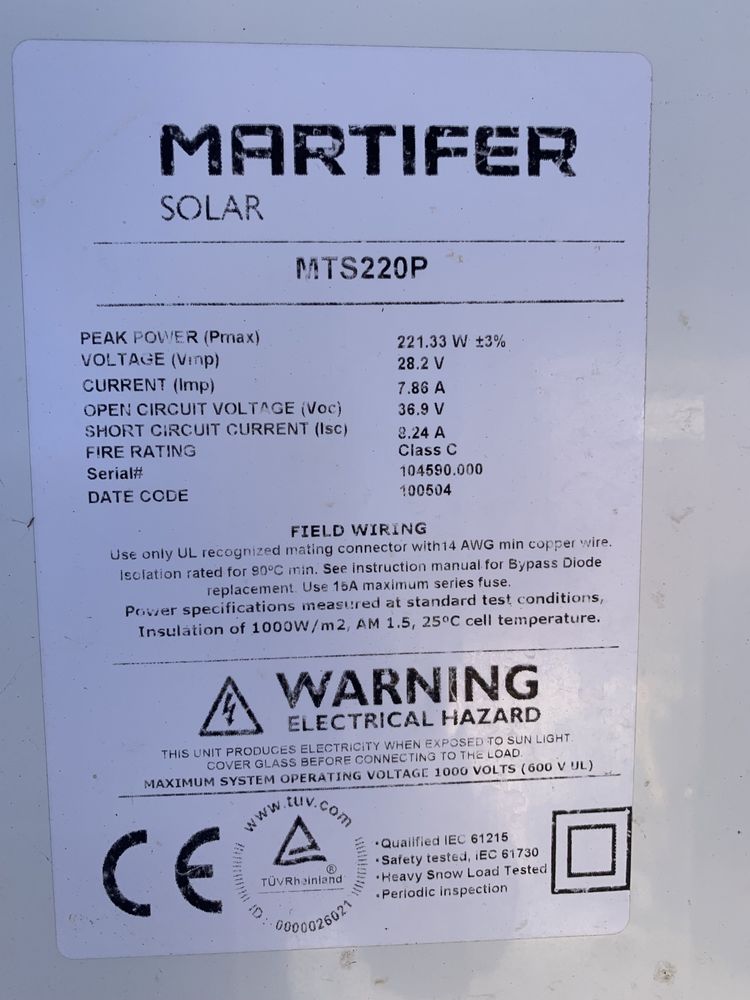 MARTIFER
SOLAR
MTS220P
PEAK POWER (Pmax) 221.33 W ±3%
VOLTAGE (Vmp) 28.2 V
CURRENT (Imp) 7.86 A
OPEN CIRCUIT VOLTAGE (Voc) 36.9 V
SHORT CIRCUIT CURRENT (Isc) 8.24 A
FIRE RATING Class C
Serial# 104590.000
DATE CODE 100504
FIELD WIRING
Use only UL recognized mating connector with14 AWG min copper wire.
Isolation rated for 90ºC min. See instruction manual for Bypass Diode
replacement. Use 15A maximum series fuse.
Power specifications measured at standard test conditions,
Insulation of 1000W/m2, AM 1.5, 25ºC cell temperature.
WARNING
ELECTRICAL HAZARD
THIS UNIT PRODUCES ELECTRICITY WHEN EXPOSED TO SUN LIGHT.
COVER GLASS BEFORE CONNECTING TO THE LOAD.
MAXIMUM SYSTEM OPERATING VOLTAGE 1000 VOLTS (600 V UL)
CE
www.tuv.com
TÜVRheinland®
ID: 0000026021
•Qualified IEC 61215
•Safety tested, IEC 61730
•Heavy Snow Load Tested
•Periodic inspection